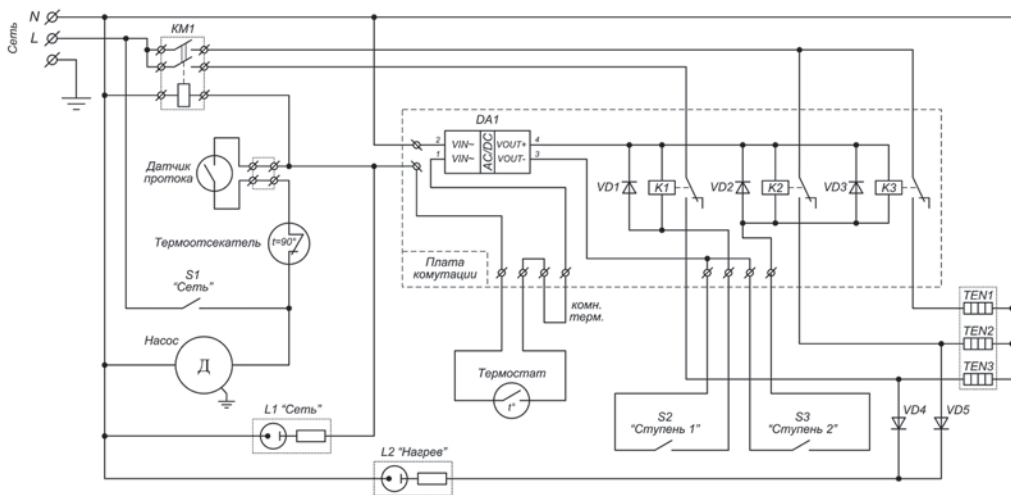 Сеть
N
L
KM1
DA1
2
VIN~
AC/DC
VOUT+
4
1
VIN~
VOUT-
3
VD1
K1
VD2
K2
VD3
K3
Датчик
протока
Термоотсекатель
t=90°
Плата
комутации
S1
"Сеть"
комн.
терм.
TEN1
TEN2
TEN3
Насос
Д
Термостат
t°
S2
"Ступень 1"
S3
"Ступень 2"
VD4
VD5
L1 "Сеть"
L2 "Нагрев"